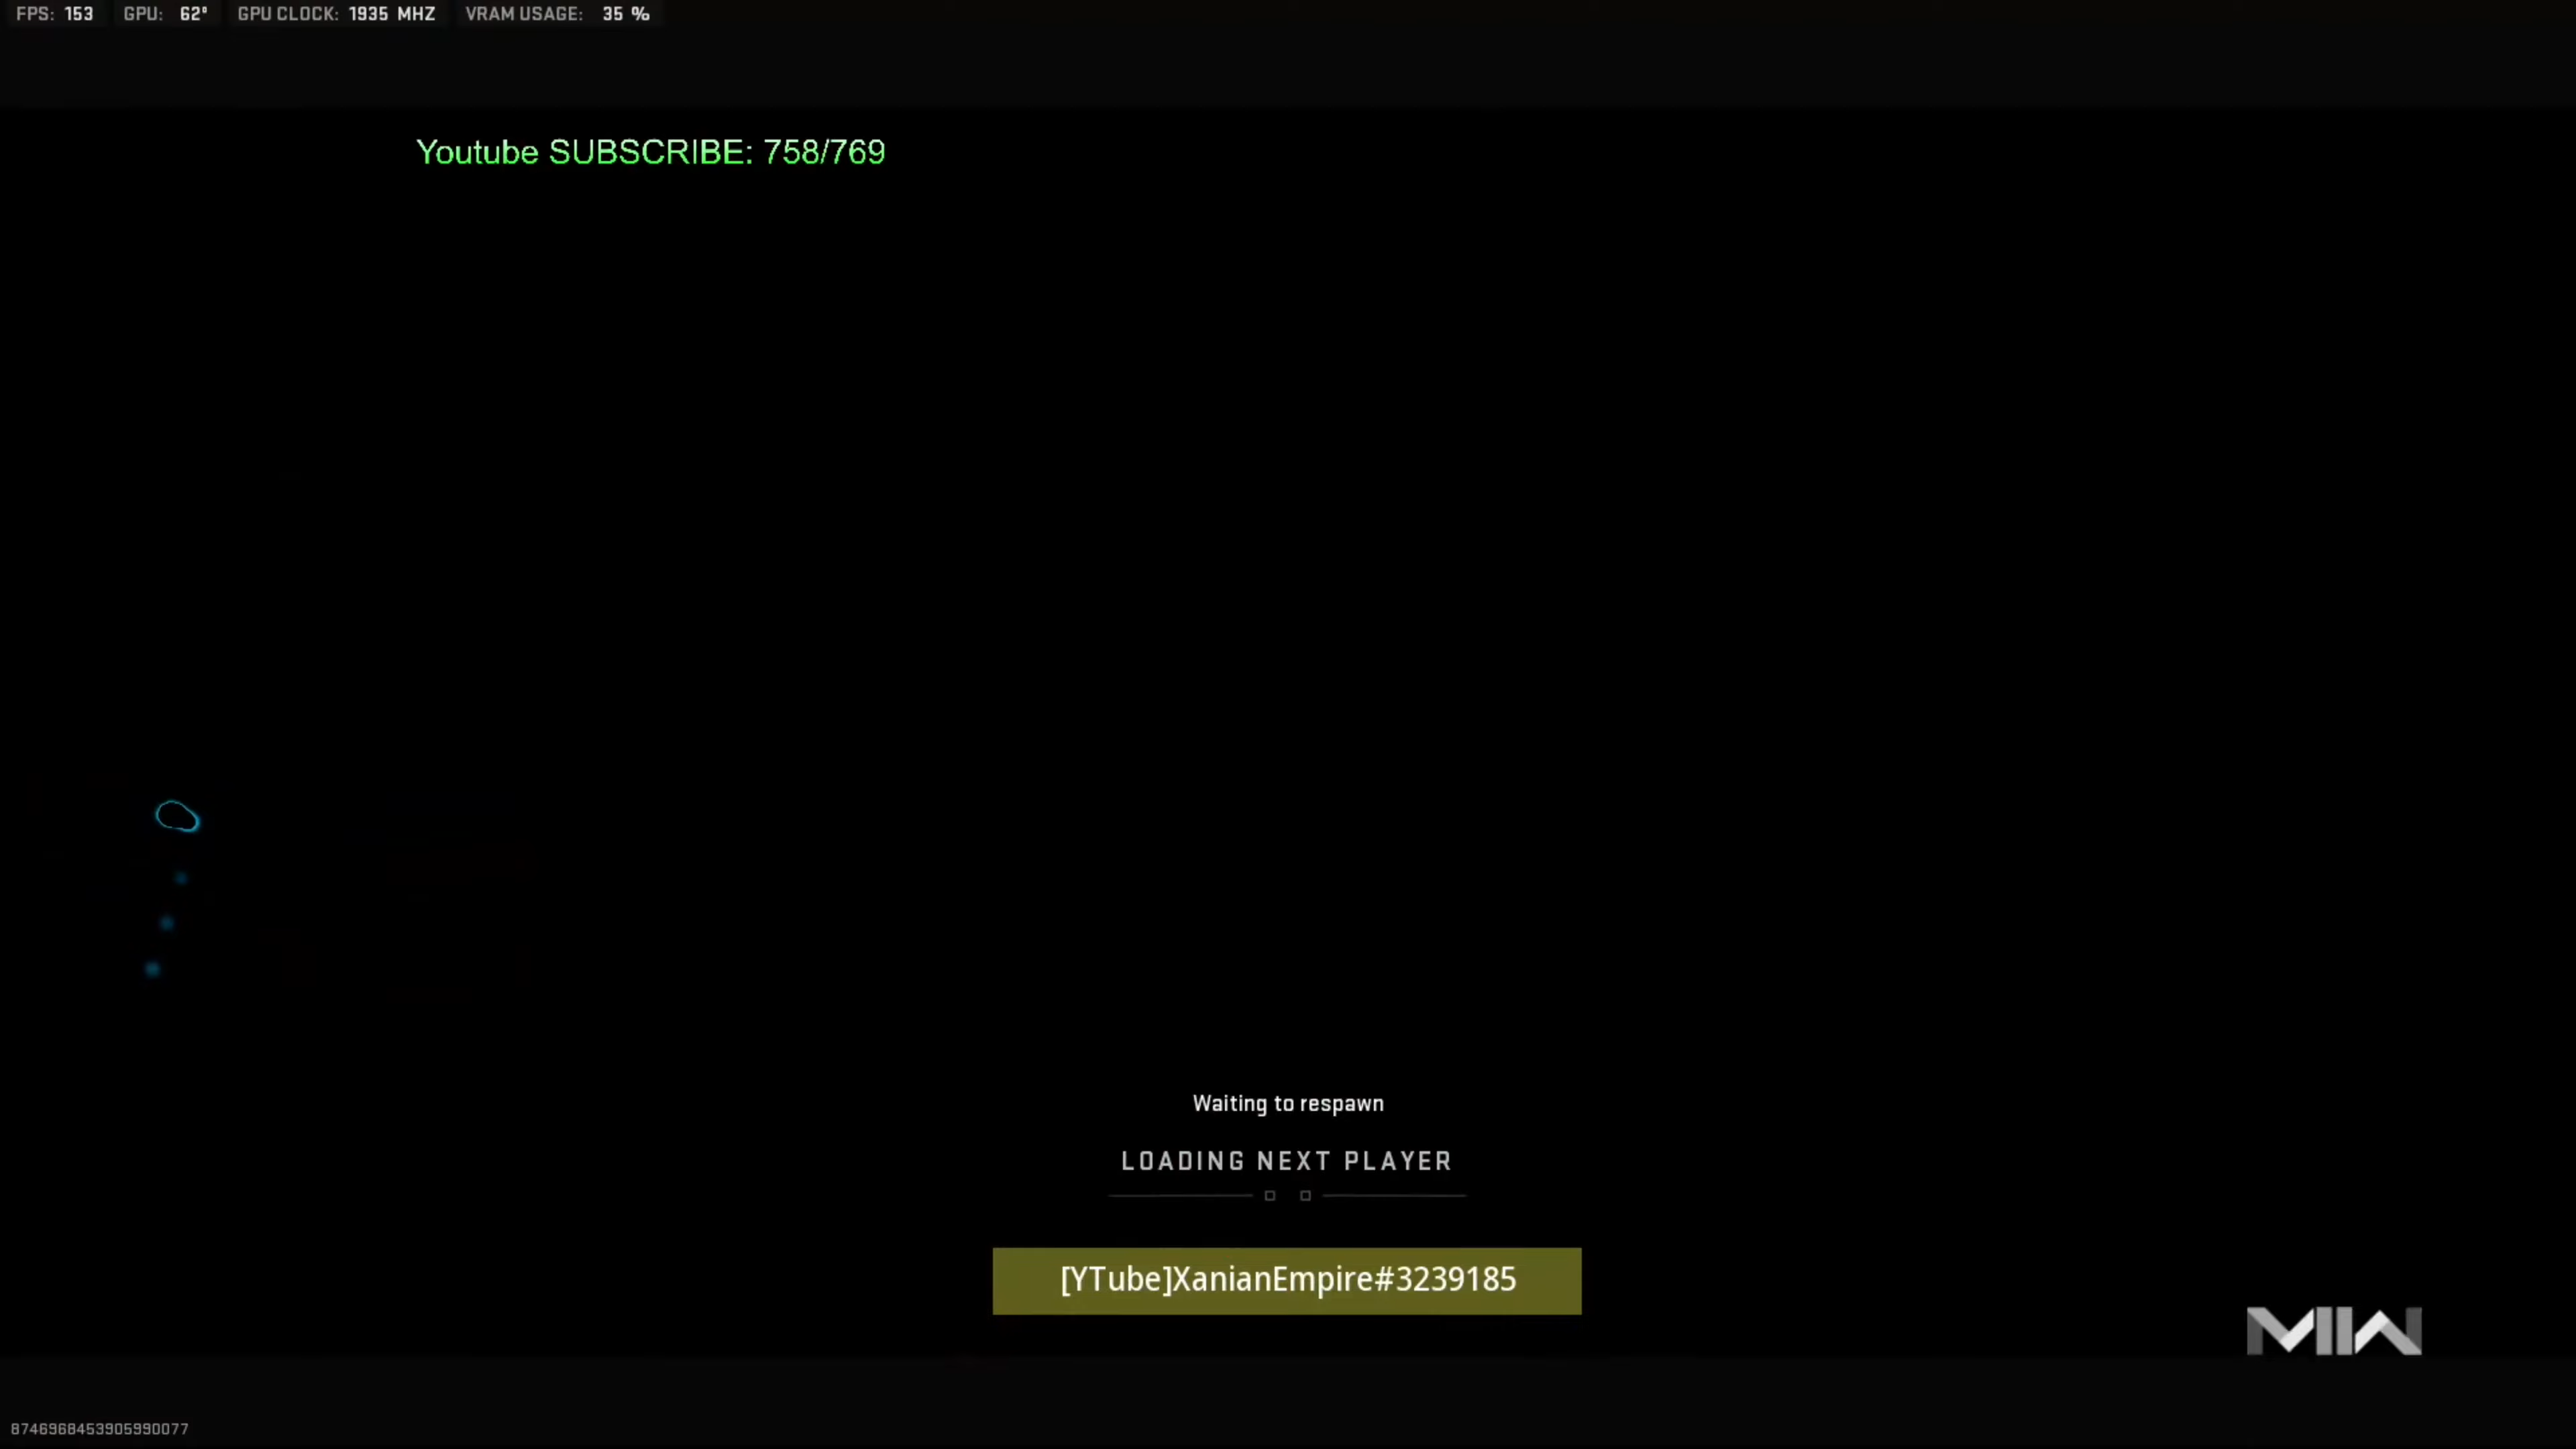 FPS: 153 GPU: 62° GPU CLOCK: 1935 MHZ VRAM USAGE: 35 %
Youtube SUBSCRIBE: 758/769
Waiting to respawn
LOADING NEXT PLAYER
[YTube]XanianEmpire#3239185
MIW
8746968453905990077